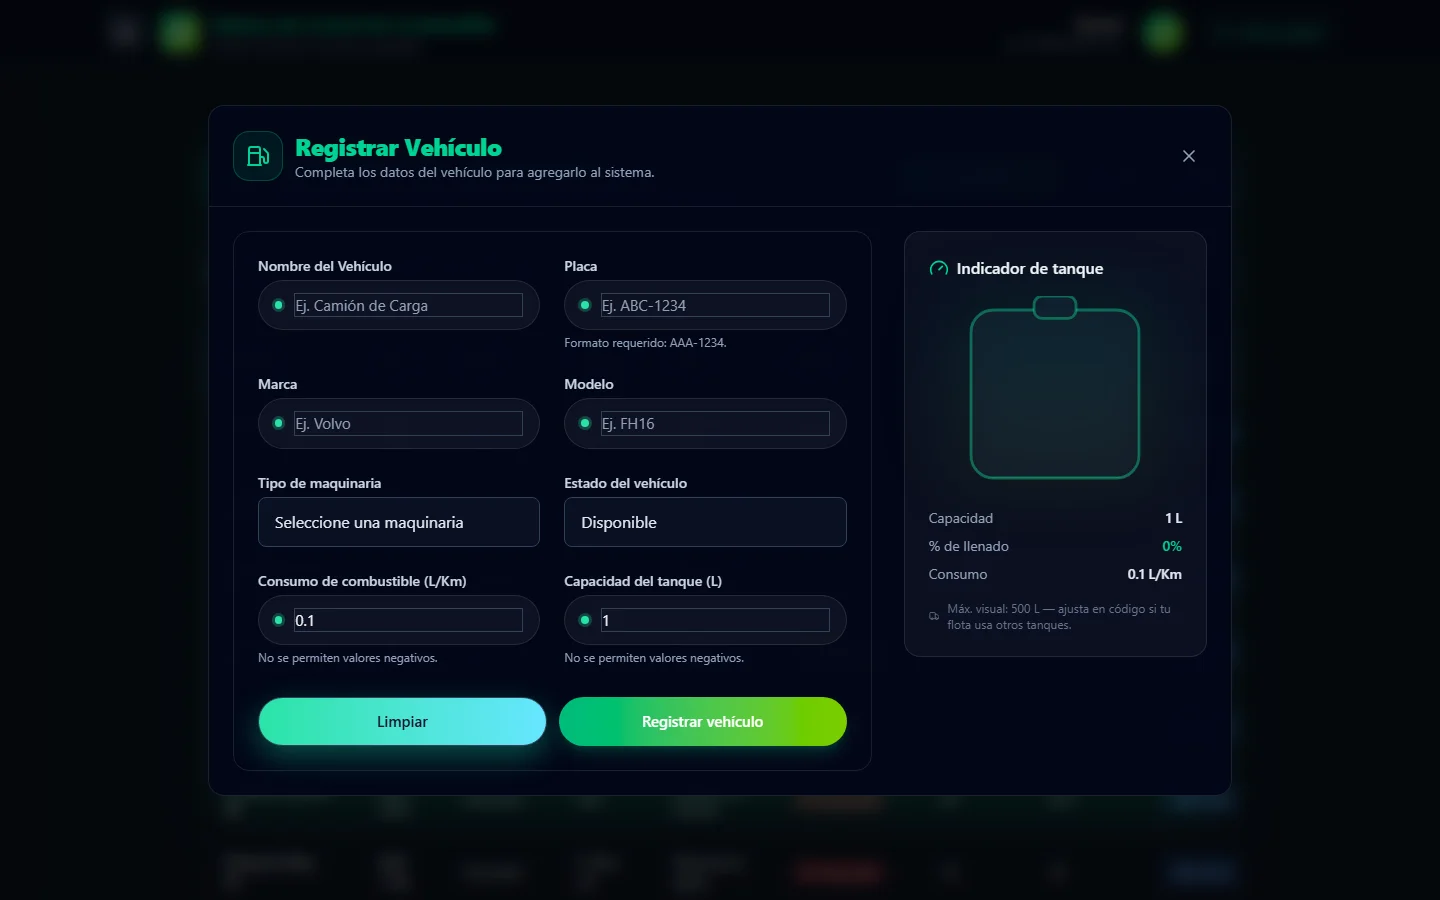 Registrar Vehículo
Completa los datos del vehículo para agregarlo al sistema.
Nombre del Vehículo
Ej. Camión de Carga
Placa
Ej. ABC-1234
Formato requerido: AAA-1234.
Marca
Ej. Volvo
Modelo
Ej. FH16
Tipo de maquinaria
Seleccione una maquinaria
Estado del vehículo
Disponible
Consumo de combustible (L/Km)
0.1
No se permiten valores negativos.
Capacidad del tanque (L)
1
No se permiten valores negativos.
Limpiar
Registrar vehículo
Indicador de tanque
Capacidad 1 L
% de llenado 0%
Consumo 0.1 L/Km
Máx. visual: 500 L — ajusta en código si tu
flota usa otros tanques.